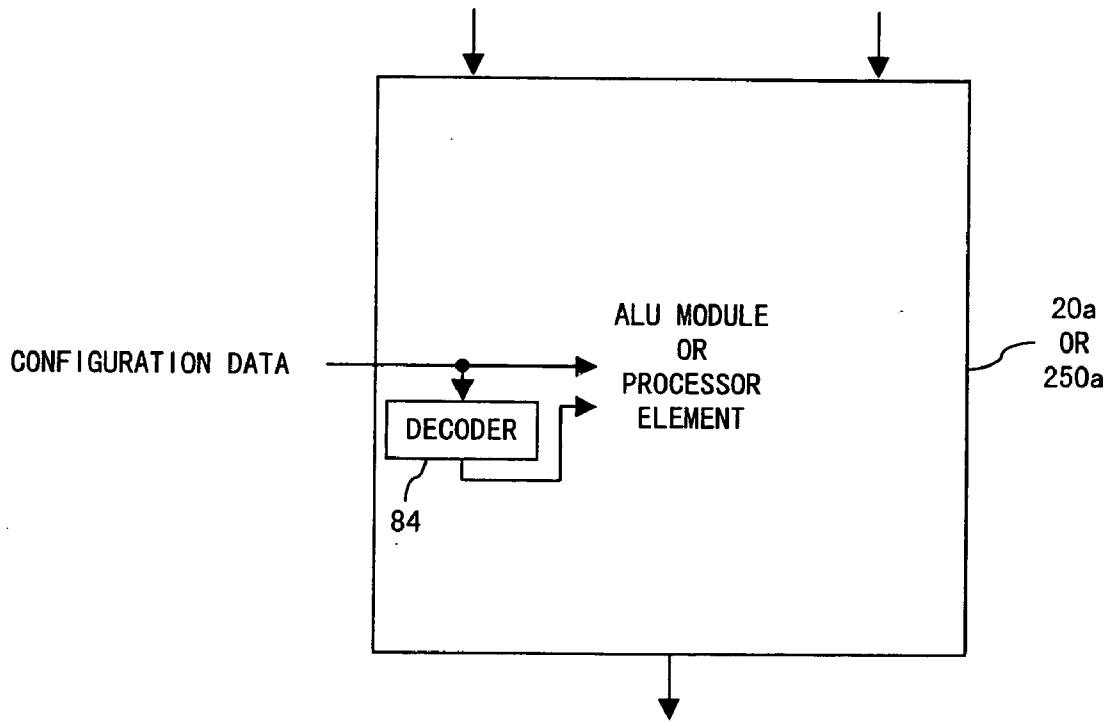 ALU MODULE
OR
PROCESSOR
ELEMENT
20a
OR
250a
CONFIGURATION DATA
DECODER
84